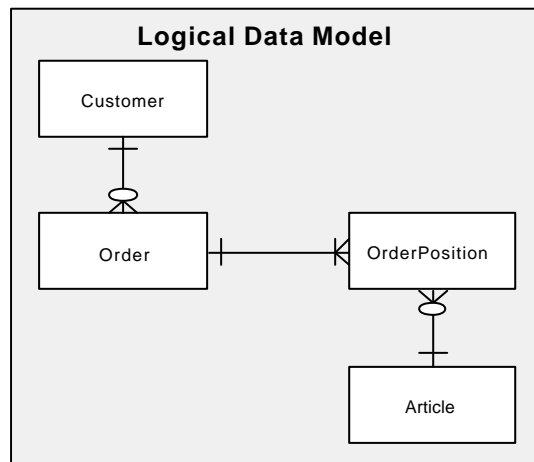 Logical Data Model
Customer
Order
OrderPosition
Article